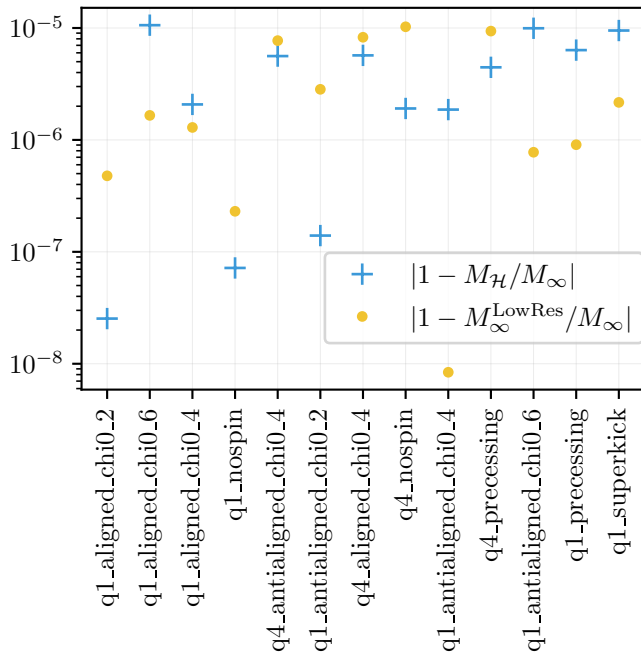 10⁻⁵
10⁻⁶
10⁻⁷
10⁻⁸
|1 − M_ℋ/M_∞|
|1 − M_∞^LowRes/M_∞|
q1_aligned_chi0_2
q1_aligned_chi0_6
q1_aligned_chi0_4
q1_nospin
q4_antialigned_chi0_4
q1_antialigned_chi0_2
q4_aligned_chi0_4
q4_nospin
q1_antialigned_chi0_4
q4_precessing
q1_antialigned_chi0_6
q1_precessing
q1_superkick